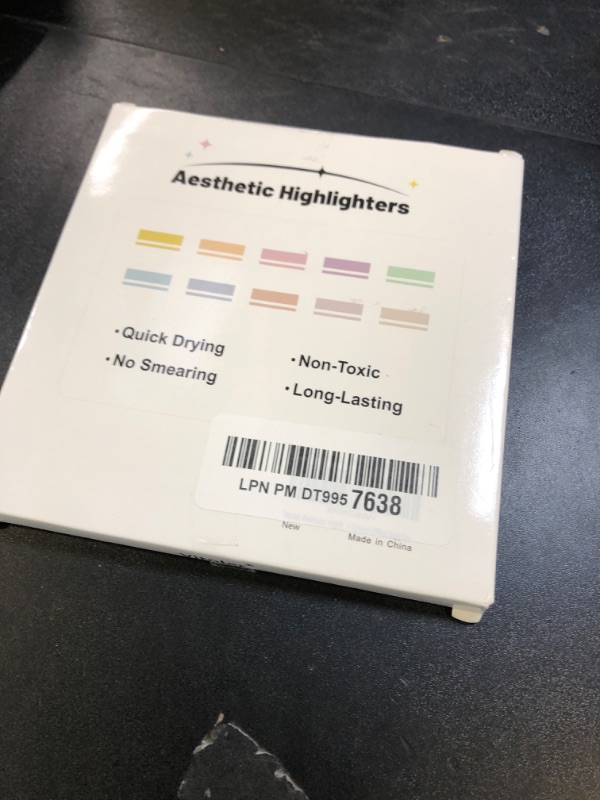 Aesthetic Highlighters
• Quick Drying
• No Smearing
• Non-Toxic
• Long-Lasting
LPN PM DT995 7638
New
Made in China